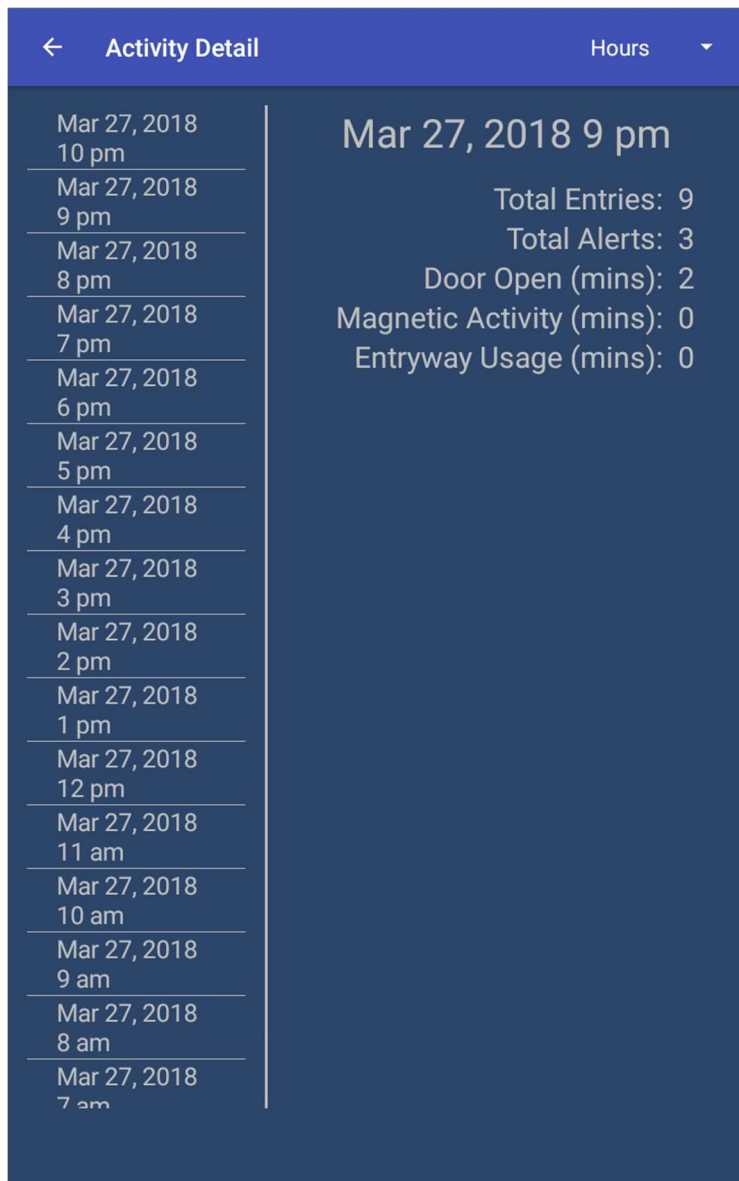 Activity Detail
Hours
Mar 27, 2018
10 pm
Mar 27, 2018
9 pm
Mar 27, 2018
8 pm
Mar 27, 2018
7 pm
Mar 27, 2018
6 pm
Mar 27, 2018
5 pm
Mar 27, 2018
4 pm
Mar 27, 2018
3 pm
Mar 27, 2018
2 pm
Mar 27, 2018
1 pm
Mar 27, 2018
12 pm
Mar 27, 2018
11 am
Mar 27, 2018
10 am
Mar 27, 2018
9 am
Mar 27, 2018
8 am
Mar 27, 2018
7 am
Mar 27, 2018 9 pm
Total Entries: 9
Total Alerts: 3
Door Open (mins): 2
Magnetic Activity (mins): 0
Entryway Usage (mins): 0